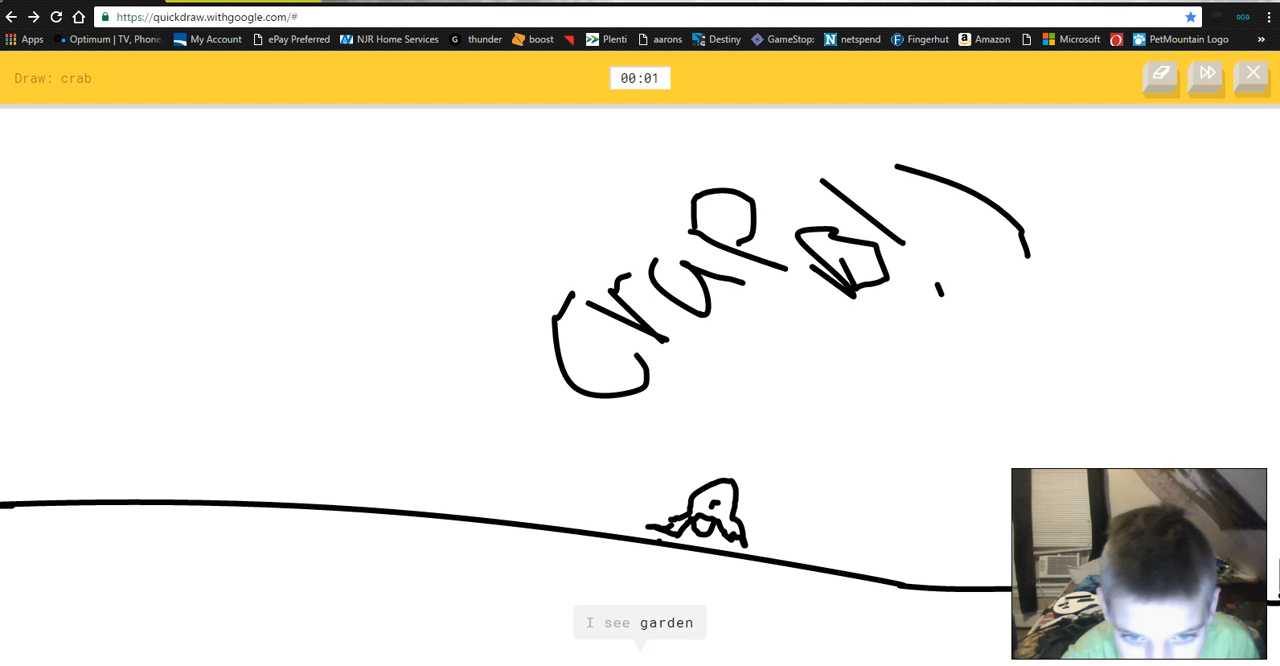 https://quickdraw.withgoogle.com/#
Apps Optimum | TV, Phone My Account ePay Preferred NJR Home Services thunder boost Plenti aarons Destiny GameStop: netspend Fingerhut Amazon Microsoft PetMountain Logo »
Draw: crab
00:01
I see garden